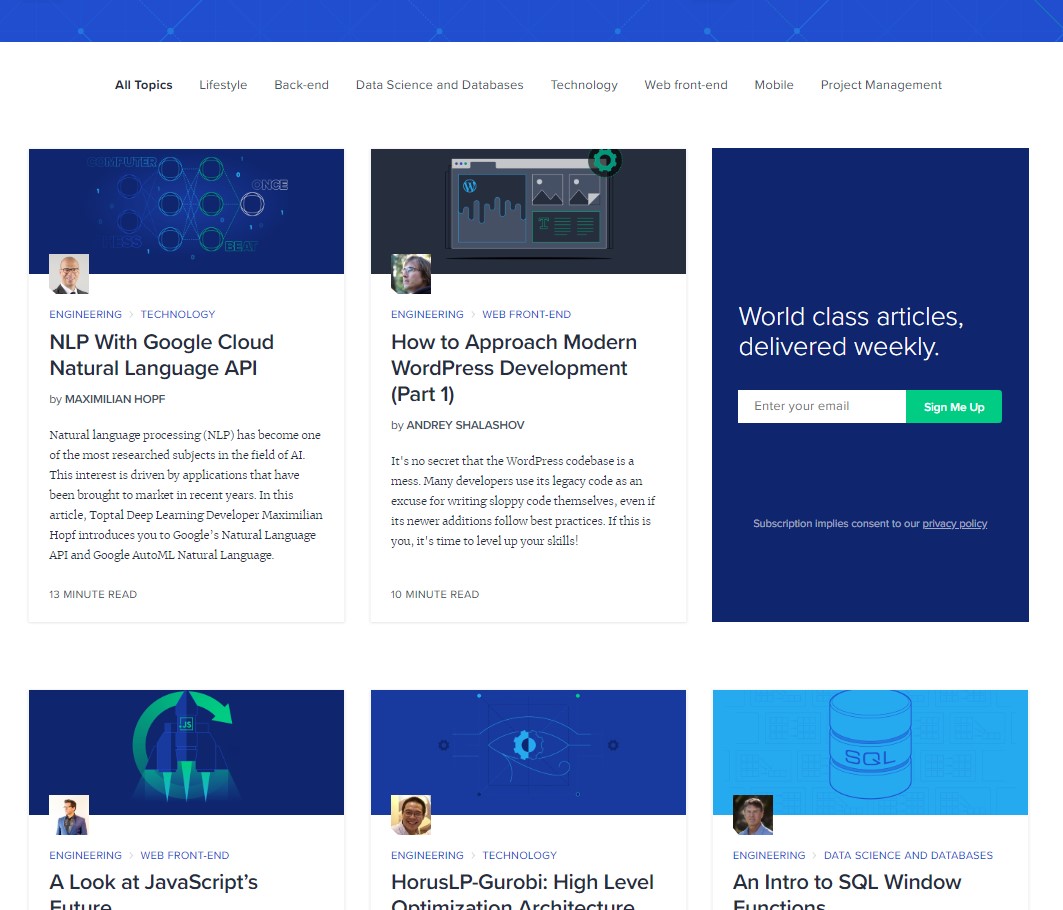 All Topics Lifestyle Back-end Data Science and Databases Technology Web front-end Mobile Project Management
COMPUTER
ONCE
BEAT
ENGINEERING › TECHNOLOGY
NLP With Google Cloud
Natural Language API
by MAXIMILIAN HOPF
Natural language processing (NLP) has become one
of the most researched subjects in the field of AI.
This interest is driven by applications that have
been brought to market in recent years. In this
article, Toptal Deep Learning Developer Maximilian
Hopf introduces you to Google's Natural Language
API and Google AutoML Natural Language.
13 MINUTE READ
ENGINEERING › WEB FRONT-END
How to Approach Modern
WordPress Development
(Part 1)
by ANDREY SHALASHOV
It's no secret that the WordPress codebase is a
mess. Many developers use its legacy code as an
excuse for writing sloppy code themselves, even if
its newer additions follow best practices. If this is
you, it's time to level up your skills!
10 MINUTE READ
World class articles,
delivered weekly.
Enter your email
Sign Me Up
Subscription implies consent to our privacy policy
JS
ENGINEERING › WEB FRONT-END
A Look at JavaScript's
Future
ENGINEERING › TECHNOLOGY
HorusLP-Gurobi: High Level
Optimization Architecture
SQL
ENGINEERING › DATA SCIENCE AND DATABASES
An Intro to SQL Window
Functions